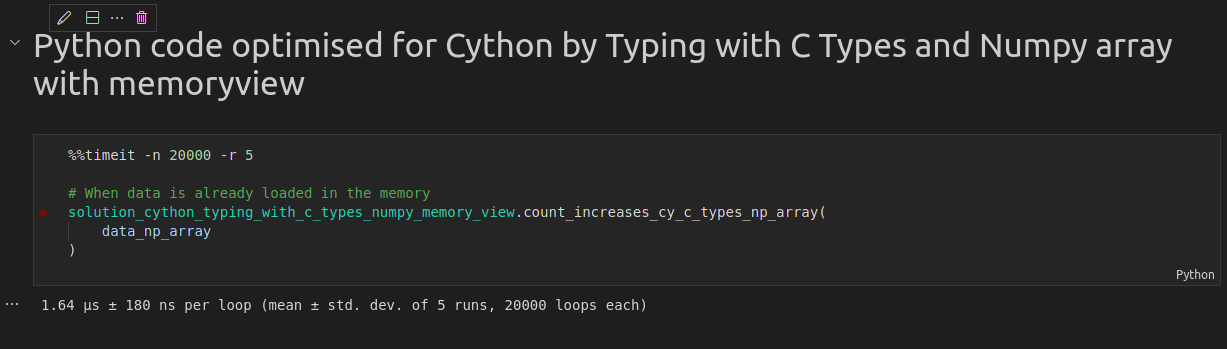 Python code optimised for Cython by Typing with C Types and Numpy array
with memoryview
%%timeit -n 20000 -r 5
# When data is already loaded in the memory
solution_cython_typing_with_c_types_numpy_memory_view.count_increases_cy_c_types_np_array(
    data_np_array
)
Python
1.64 µs ± 180 ns per loop (mean ± std. dev. of 5 runs, 20000 loops each)